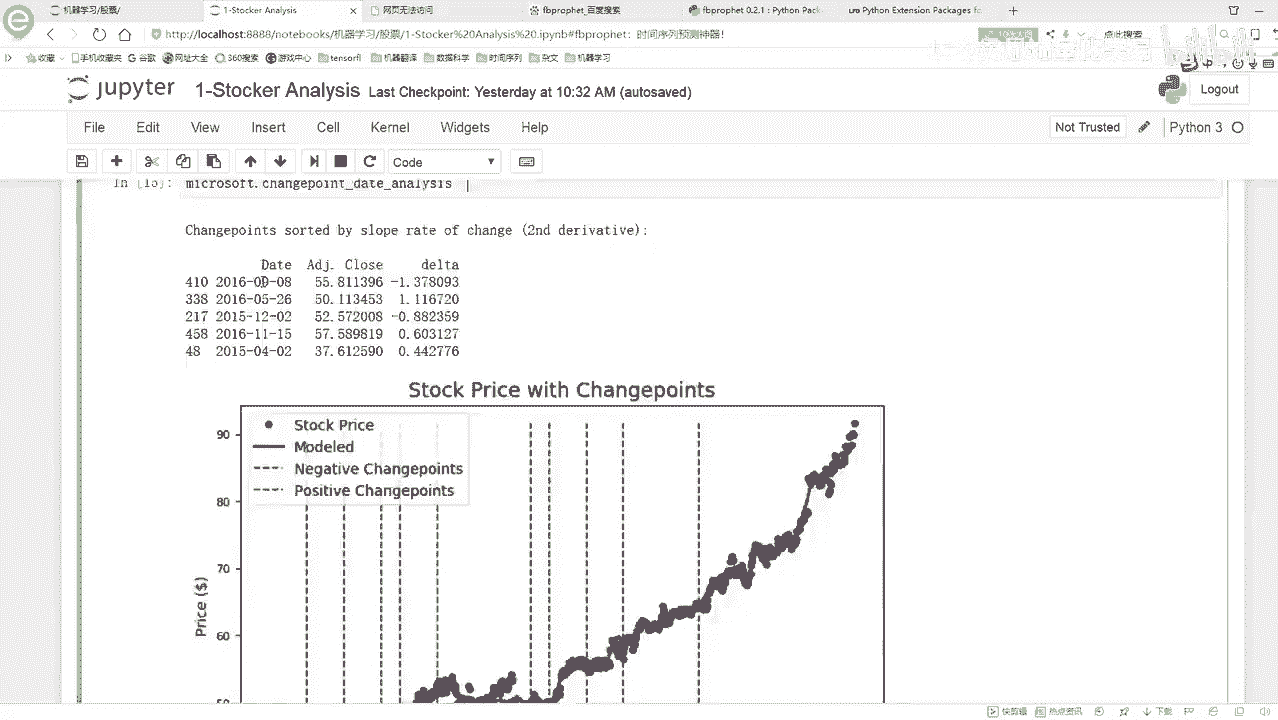 机器学习/股票/
1-Stocker Analysis
网页无法访问
fbprophet_百度搜索
fbprophet 0.2.1 : Python Pack
Python Extension Packages fo
http://localhost:8888/notebooks/机器学习/股票/1-Stocker%20Analysis%20.ipynb#fbprophet：时间序列预测神器！
点此搜索
收藏
手机收藏夹
谷歌
网址大全
360搜索
游戏中心
tensorfl
机器翻译
数据科学
时间序列
杂文
机器学习
jupyter
1-Stocker Analysis Last Checkpoint: Yesterday at 10:32 AM (autosaved)
Logout
File Edit View Insert Cell Kernel Widgets Help
Not Trusted
Python 3
Code
In [15]: microsoft.changepoint_date_analysis
Changepoints sorted by slope rate of change (2nd derivative):
Date Adj. Close delta
410 2016-09-08 55.811396 -1.378093
338 2016-05-26 50.113453 1.116720
217 2015-12-02 52.572008 -0.882359
458 2016-11-15 57.589819 0.603127
48 2015-04-02 37.612590 0.442776
Stock Price with Changepoints
Stock Price
Modeled
Negative Changepoints
Positive Changepoints
90
80
70
60
50
Price ($)
快剪辑
热点资讯
下载